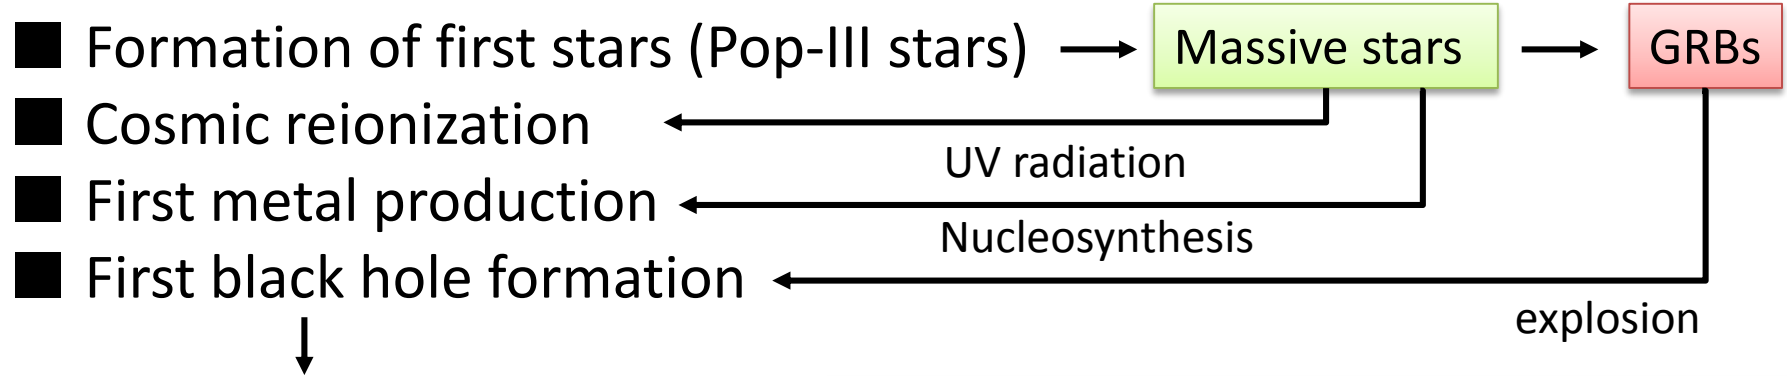 ■ Formation of first stars (Pop-III stars) → Massive stars → GRBs
■ Cosmic reionization
UV radiation
■ First metal production
Nucleosynthesis
■ First black hole formation
explosion